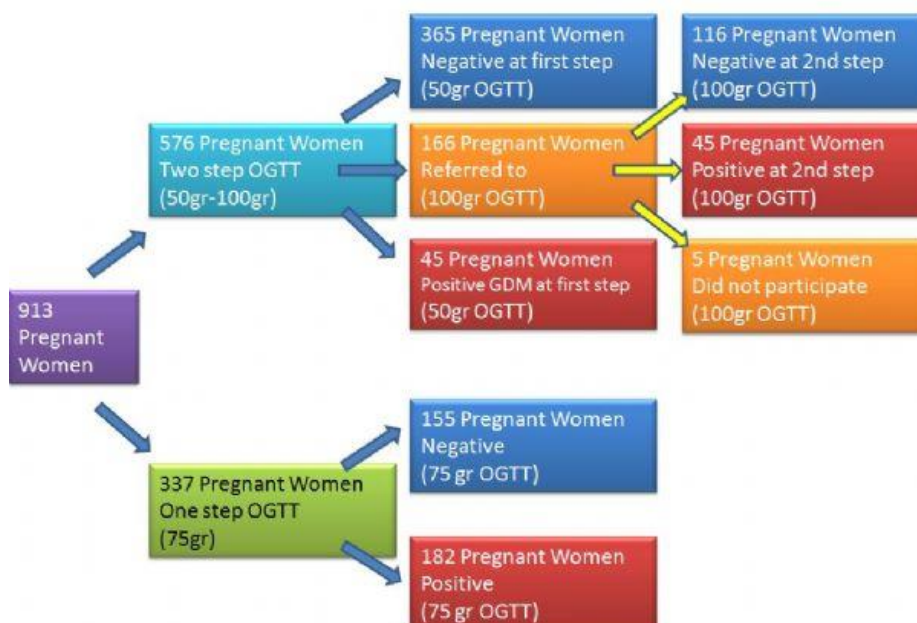 365 Pregnant Women
Negative at first step
(50gr OGTT)
116 Pregnant Women
Negative at 2nd step
(100gr OGTT)
576 Pregnant Women
Two step OGTT
(50gr-100gr)
166 Pregnant Women
Referred to
(100gr OGTT)
45 Pregnant Women
Positive at 2nd step
(100gr OGTT)
45 Pregnant Women
Positive GDM at first step
(50gr OGTT)
5 Pregnant Women
Did not participate
(100gr OGTT)
913
Pregnant
Women
155 Pregnant Women
Negative
(75 gr OGTT)
337 Pregnant Women
One step OGTT
(75gr)
182 Pregnant Women
Positive
(75 gr OGTT)